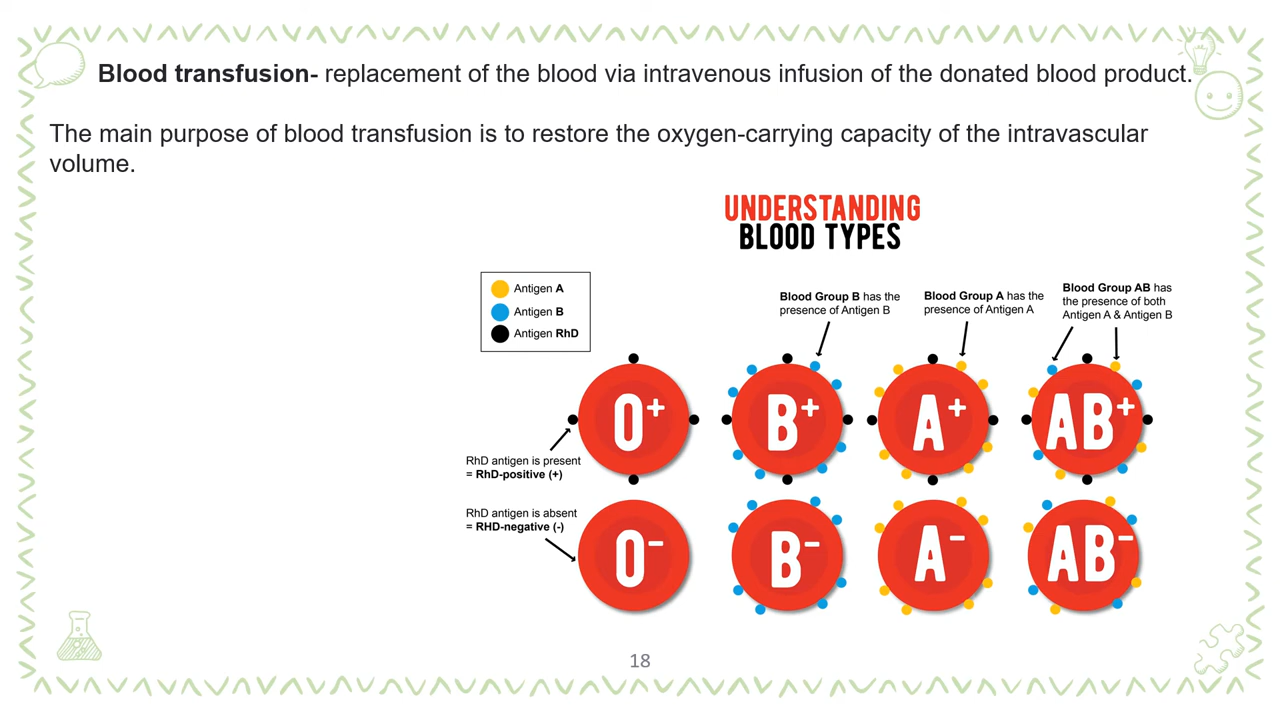 Blood transfusion- replacement of the blood via intravenous infusion of the donated blood product.
The main purpose of blood transfusion is to restore the oxygen-carrying capacity of the intravascular
volume.
UNDERSTANDING
BLOOD TYPES
Antigen A
Antigen B
Antigen RhD
Blood Group B has the
presence of Antigen B
Blood Group A has the
presence of Antigen A
Blood Group AB has
the presence of both
Antigen A & Antigen B
O+
B+
A+
AB+
RhD antigen is present
= RhD-positive (+)
RhD antigen is absent
= RHD-negative (-)
O-
B-
A-
AB-
18